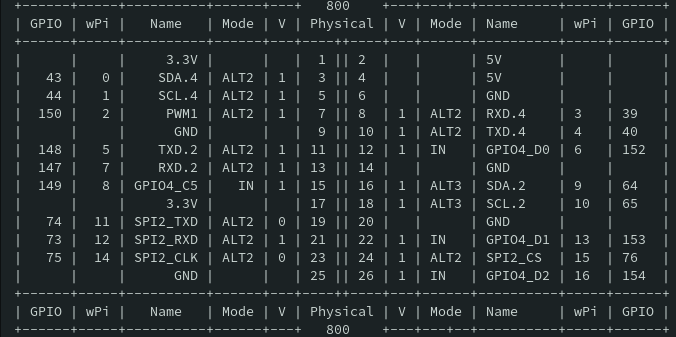 +------+-----+----------+------+---+   800    +---+---+--+----------+-----+------+
| GPIO | wPi |   Name   | Mode | V | Physical | V | Mode | Name     | wPi | GPIO |
+------+-----+----------+------+---+----++----+---+------+----------+-----+------+
|      |     |     3.3V |      |   |  1 || 2  |   |      | 5V       |     |      |
|   43 |   0 |    SDA.4 | ALT2 | 1 |  3 || 4  |   |      | 5V       |     |      |
|   44 |   1 |    SCL.4 | ALT2 | 1 |  5 || 6  |   |      | GND      |     |      |
|  150 |   2 |     PWM1 | ALT2 | 1 |  7 || 8  | 1 | ALT2 | RXD.4    | 3   | 39   |
|      |     |      GND |      |   |  9 || 10 | 1 | ALT2 | TXD.4    | 4   | 40   |
|  148 |   5 |    TXD.2 | ALT2 | 1 | 11 || 12 | 1 | IN   | GPIO4_D0 | 6   | 152  |
|  147 |   7 |    RXD.2 | ALT2 | 1 | 13 || 14 |   |      | GND      |     |      |
|  149 |   8 | GPIO4_C5 |   IN | 1 | 15 || 16 | 1 | ALT3 | SDA.2    | 9   | 64   |
|      |     |     3.3V |      |   | 17 || 18 | 1 | ALT3 | SCL.2    | 10  | 65   |
|   74 |  11 | SPI2_TXD | ALT2 | 0 | 19 || 20 |   |      | GND      |     |      |
|   73 |  12 | SPI2_RXD | ALT2 | 1 | 21 || 22 | 1 | IN   | GPIO4_D1 | 13  | 153  |
|   75 |  14 | SPI2_CLK | ALT2 | 0 | 23 || 24 | 1 | ALT2 | SPI2_CS  | 15  | 76   |
|      |     |      GND |      |   | 25 || 26 | 1 | IN   | GPIO4_D2 | 16  | 154  |
+------+-----+----------+------+---+----++----+---+------+----------+-----+------+
| GPIO | wPi |   Name   | Mode | V | Physical | V | Mode | Name     | wPi | GPIO |
+------+-----+----------+------+---+   800    +---+---+--+----------+-----+------+